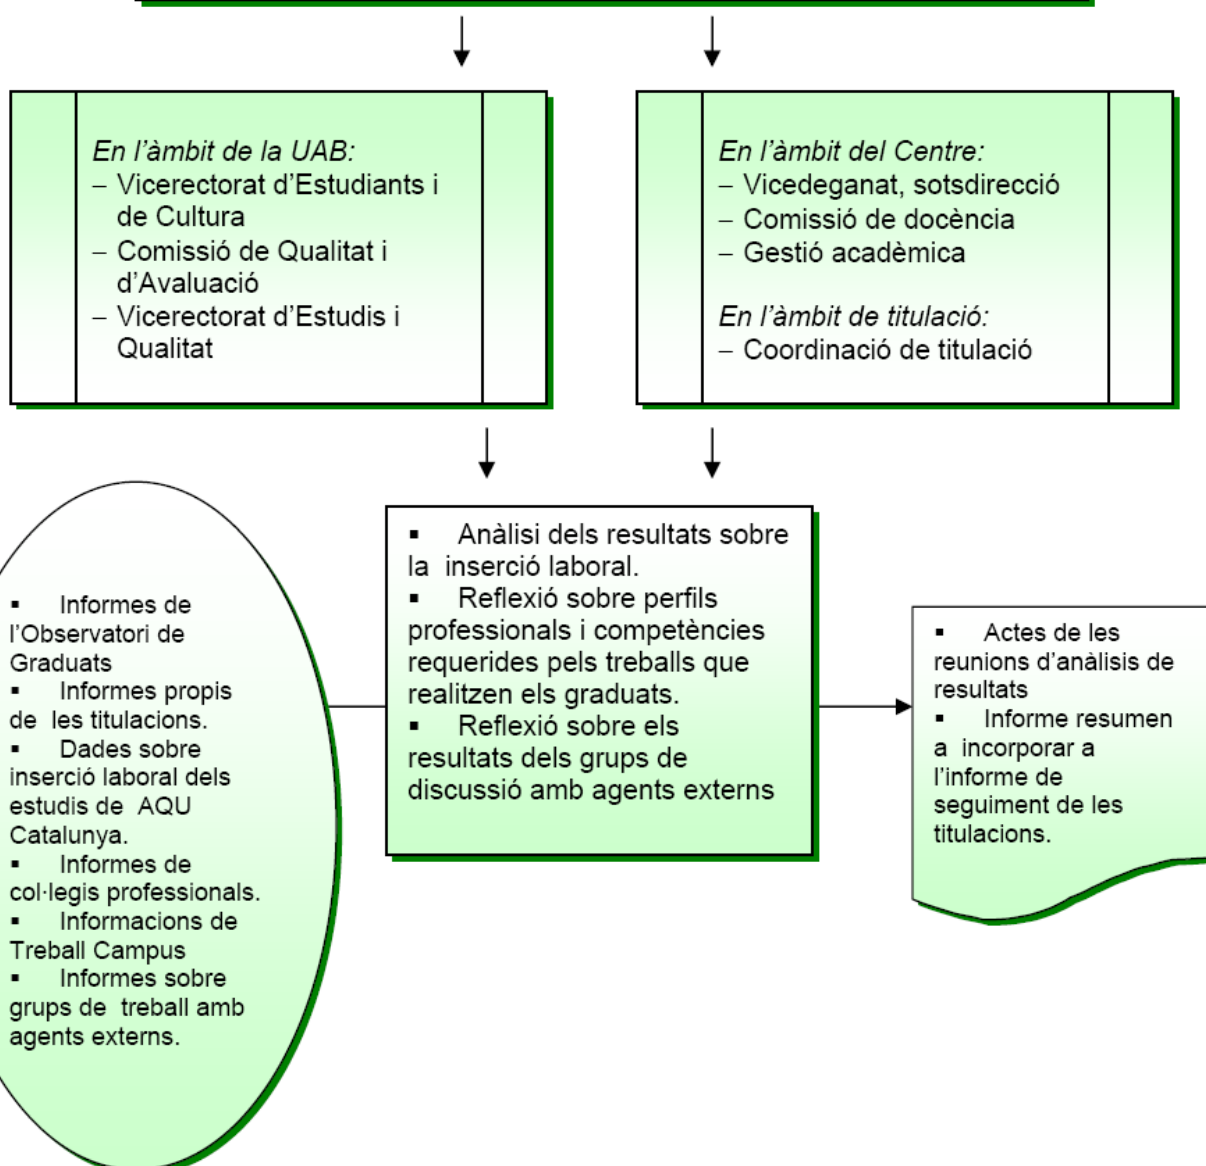 En l’àmbit de la UAB:
– Vicerectorat d’Estudiants i
de Cultura
– Comissió de Qualitat i
d’Avaluació
– Vicerectorat d’Estudis i
Qualitat
En l’àmbit del Centre:
– Vicedeganat, sotsdirecció
– Comissió de docència
– Gestió acadèmica
En l’àmbit de titulació:
– Coordinació de titulació
▪ Informes de
l’Observatori de
Graduats
▪ Informes propis
de les titulacions.
▪ Dades sobre
inserció laboral dels
estudis de AQU
Catalunya.
▪ Informes de
col·legis professionals.
▪ Informacions de
Treball Campus
▪ Informes sobre
grups de treball amb
agents externs.
▪ Anàlisi dels resultats sobre
la inserció laboral.
▪ Reflexió sobre perfils
professionals i competències
requerides pels treballs que
realitzen els graduats.
▪ Reflexió sobre els
resultats dels grups de
discussió amb agents externs
▪ Actes de les
reunions d’anàlisis de
resultats
▪ Informe resumen
a incorporar a
l’informe de
seguiment de les
titulacions.